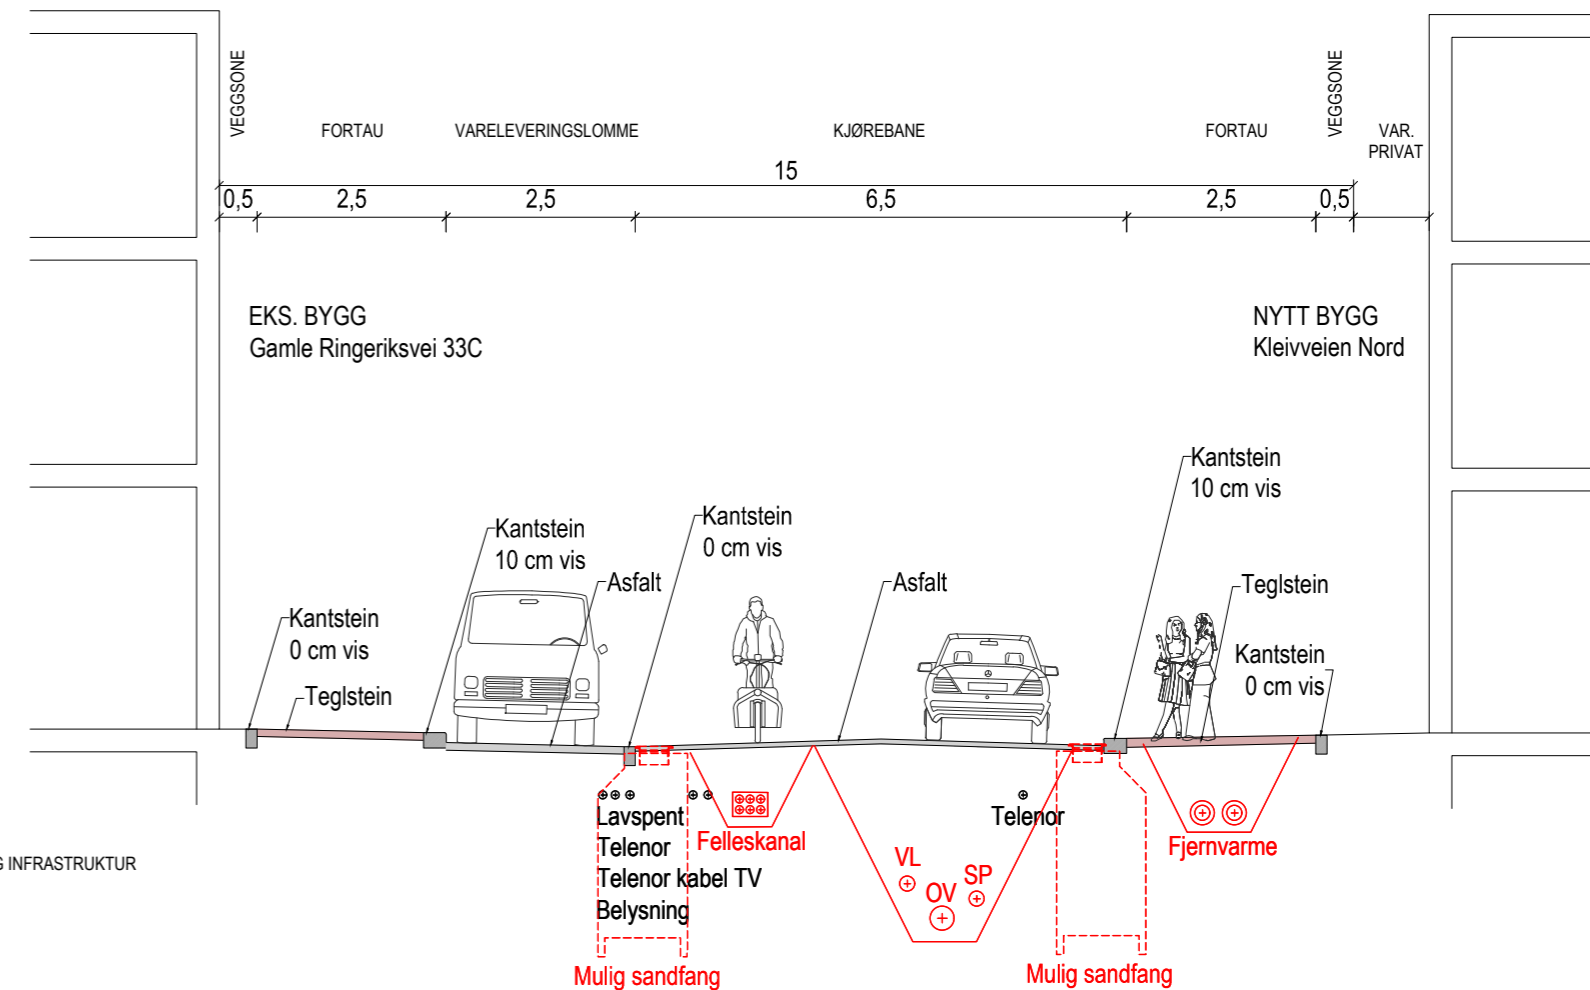 VEGGSONE
FORTAU
VARELEVERINGSLOMME
KJØREBANE
FORTAU
VEGGSONE
VAR.
PRIVAT
15
0,5
2,5
2,5
6,5
2,5
0,5
EKS. BYGG
Gamle Ringeriksvei 33C
NYTT BYGG
Kleivveien Nord
Kantstein
0 cm vis
Teglstein
Kantstein
10 cm vis
Asfalt
Kantstein
0 cm vis
Asfalt
Kantstein
10 cm vis
Teglstein
Kantstein
0 cm vis
Lavspent
Telenor
Telenor kabel TV
Belysning
Felleskanal
VL
OV
SP
Telenor
Fjernvarme
G INFRASTRUKTUR
Mulig sandfang
Mulig sandfang